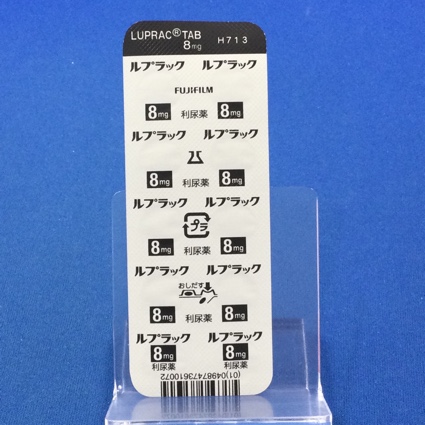 LUPRAC® TAB
8mg H713
ルプラック ルプラック
FUJIFILM
8mg 利尿薬 8mg
ルプラック ルプラック
8mg 利尿薬 8mg
ルプラック ルプラック
プラ
8mg 利尿薬 8mg
ルプラック ルプラック
おしだす
8mg 利尿薬 8mg
ルプラック ルプラック
8mg 8mg
利尿薬 利尿薬
(01)04987473610072